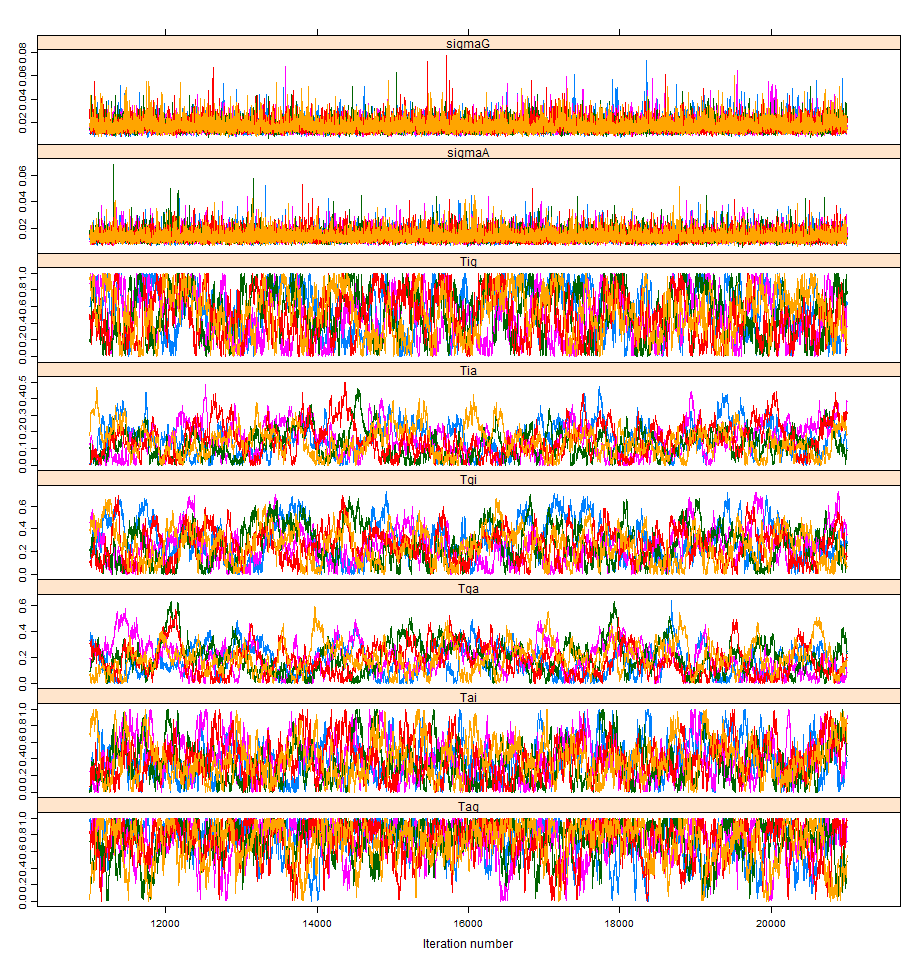 sigmaG
0.02 0.04 0.06 0.08
sigmaA
0.02 0.04 0.06
Tig
0.0 0.2 0.4 0.6 0.8 1.0
Tia
0.0 0.1 0.2 0.3 0.4 0.5
Tgi
0.0 0.2 0.4 0.6
Tga
0.0 0.2 0.4 0.6
Tai
0.0 0.2 0.4 0.6 0.8 1.0
Tag
0.0 0.2 0.4 0.6 0.8 1.0
12000 14000 16000 18000 20000
Iteration number